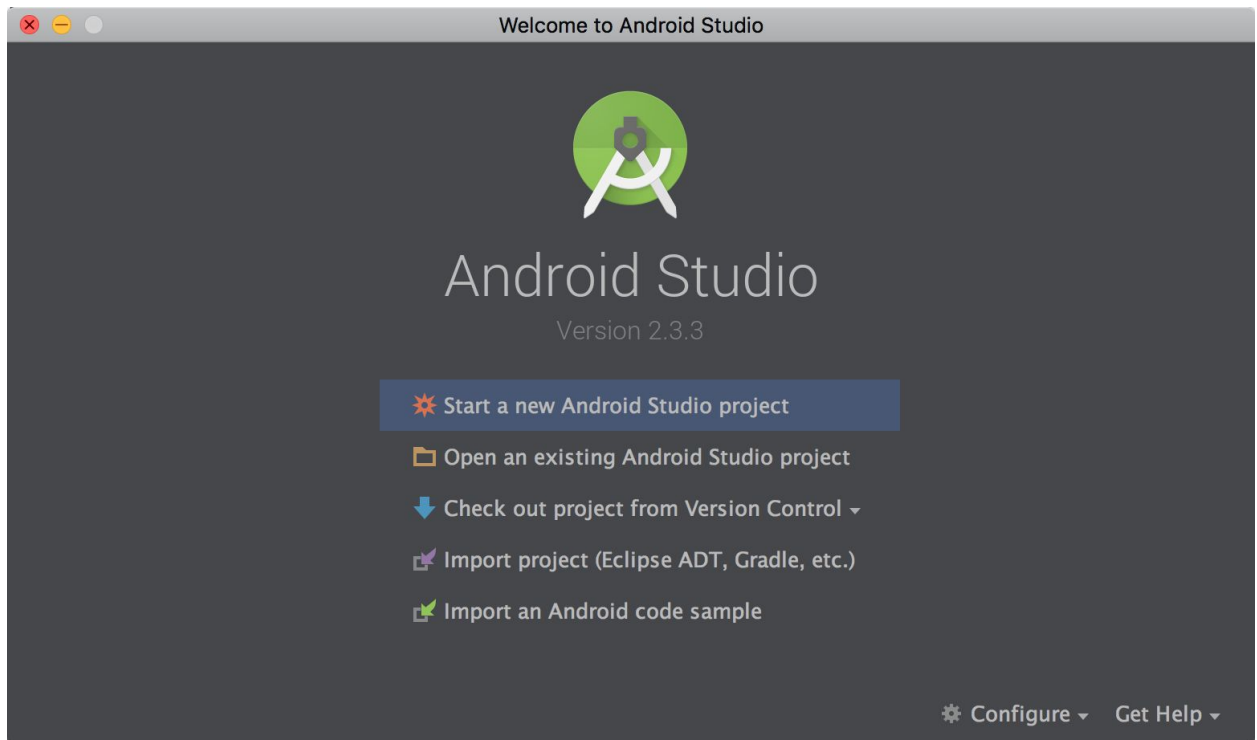 Welcome to Android Studio
Android Studio
Version 2.3.3
Start a new Android Studio project
Open an existing Android Studio project
Check out project from Version Control
Import project (Eclipse ADT, Gradle, etc.)
Import an Android code sample
Configure Get Help